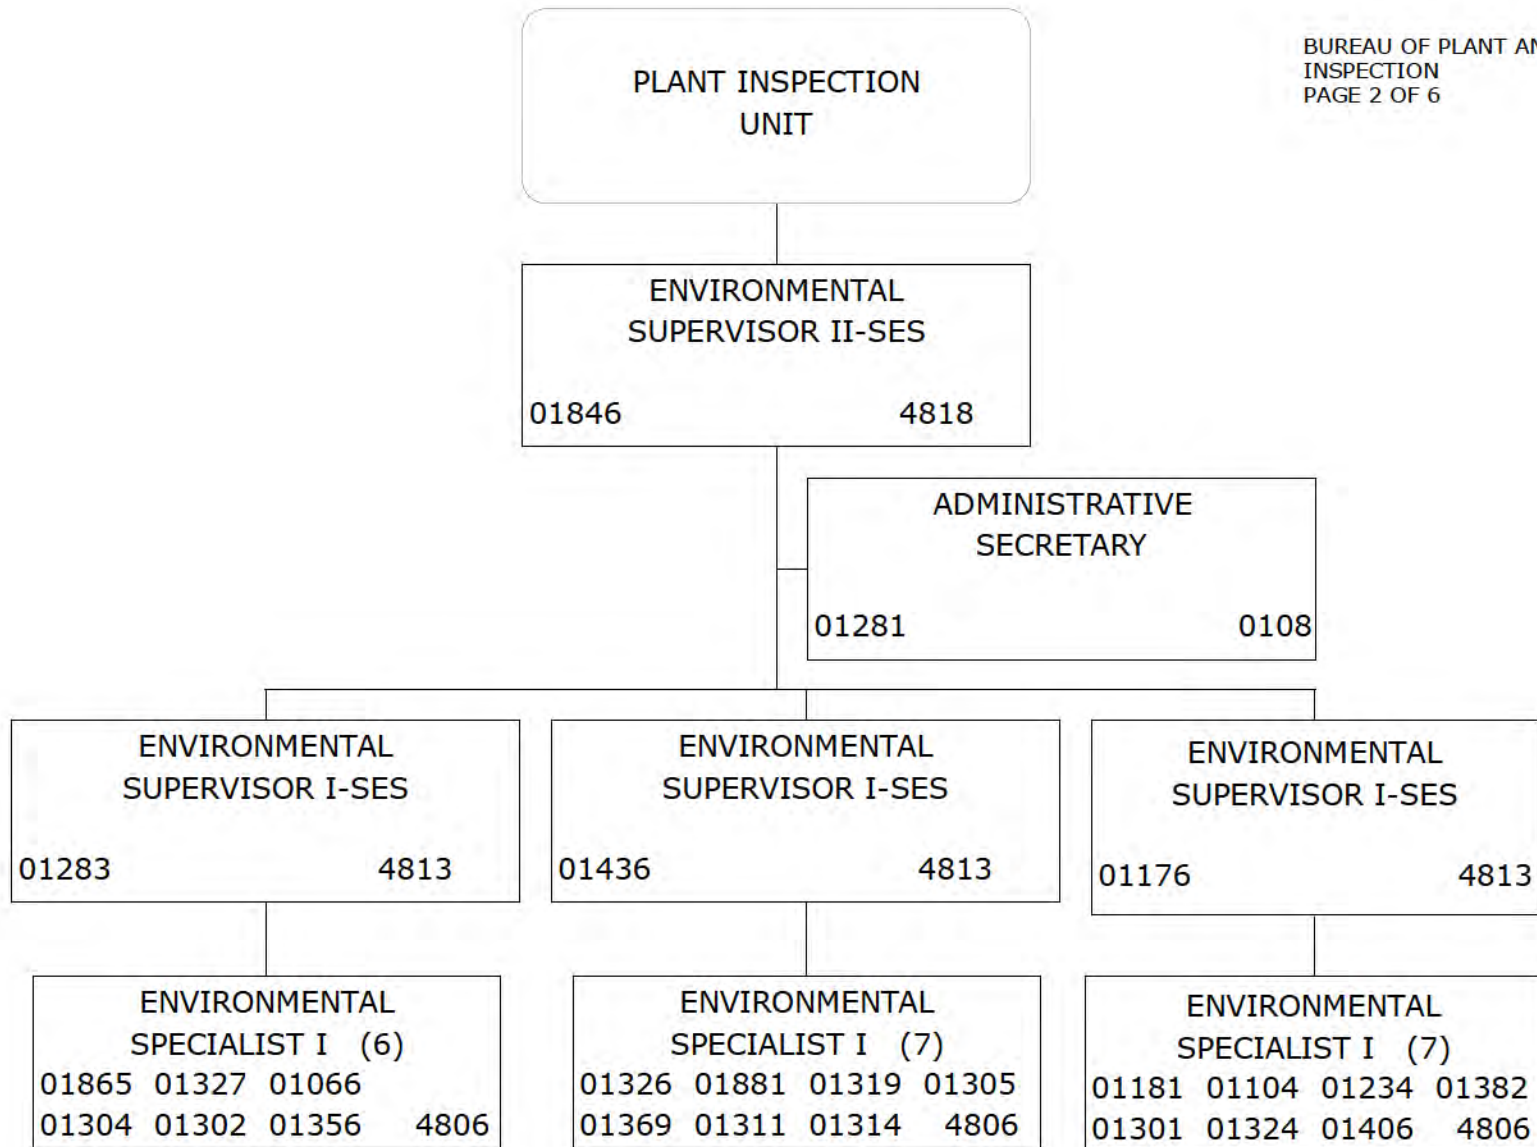 PLANT INSPECTION
UNIT
BUREAU OF PLANT
INSPECTION
PAGE 2 OF 6
ENVIRONMENTAL
SUPERVISOR II-SES
01846 4818
ADMINISTRATIVE
SECRETARY
01281 0108
ENVIRONMENTAL
SUPERVISOR I-SES
01283 4813
ENVIRONMENTAL
SUPERVISOR I-SES
01436 4813
ENVIRONMENTAL
SUPERVISOR I-SES
01176 4813
ENVIRONMENTAL
SPECIALIST I (6)
01865 01327 01066
01304 01302 01356 4806
ENVIRONMENTAL
SPECIALIST I (7)
01326 01881 01319 01305
01369 01311 01314 4806
ENVIRONMENTAL
SPECIALIST I (7)
01181 01104 01234 01382
01301 01324 01406 4806